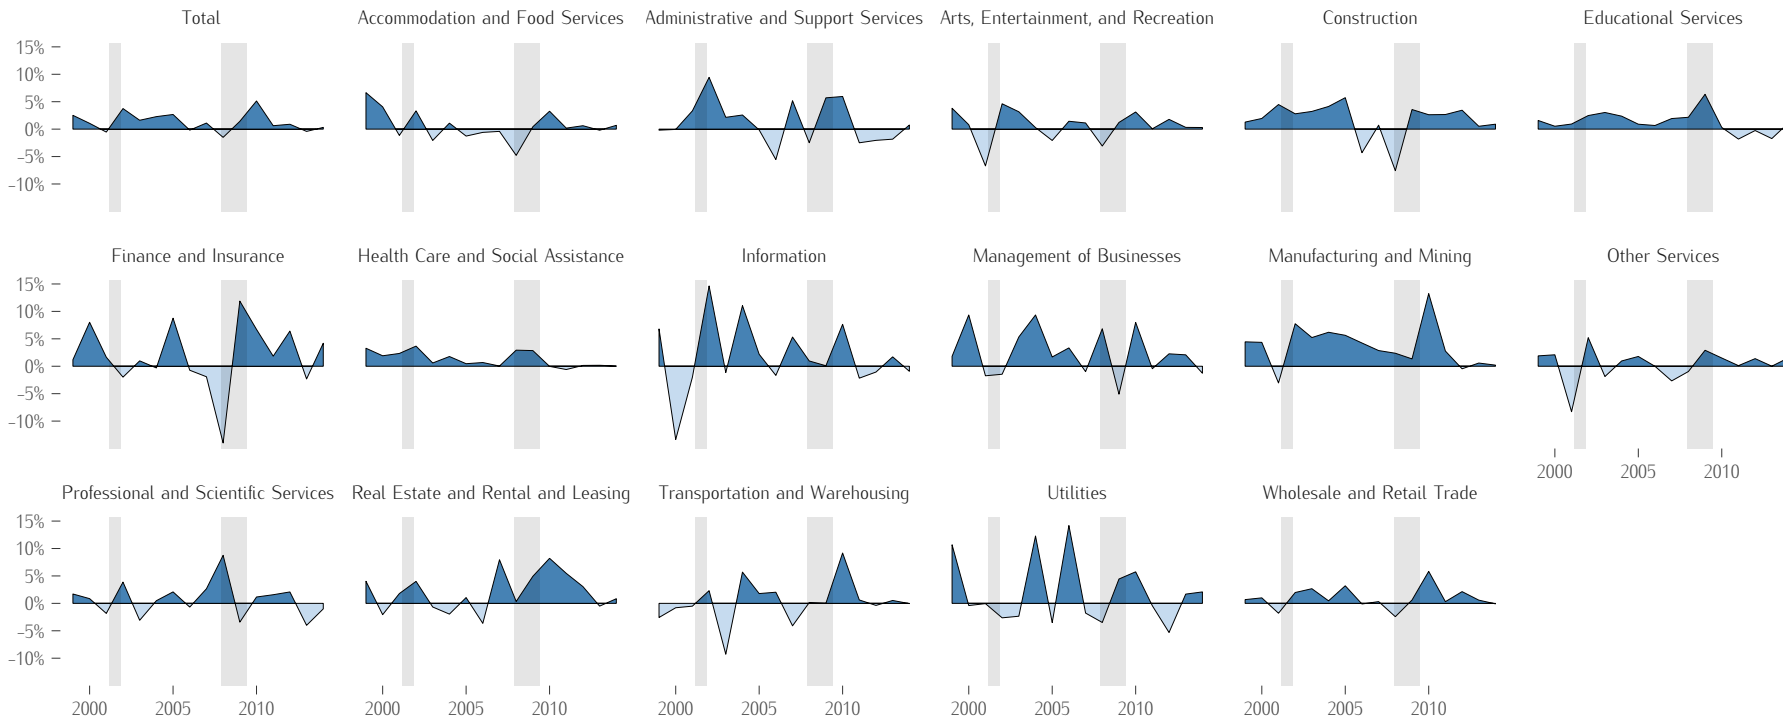 Total
Accommodation and Food Services
Administrative and Support Services
Arts, Entertainment, and Recreation
Construction
Educational Services
15%
10%
5%
0%
−5%
−10%
Finance and Insurance
Health Care and Social Assistance
Information
Management of Businesses
Manufacturing and Mining
Other Services
15%
10%
5%
0%
−5%
−10%
2000 2005 2010
Professional and Scientific Services
Real Estate and Rental and Leasing
Transportation and Warehousing
Utilities
Wholesale and Retail Trade
15%
10%
5%
0%
−5%
−10%
2000 2005 2010
2000 2005 2010
2000 2005 2010
2000 2005 2010
2000 2005 2010